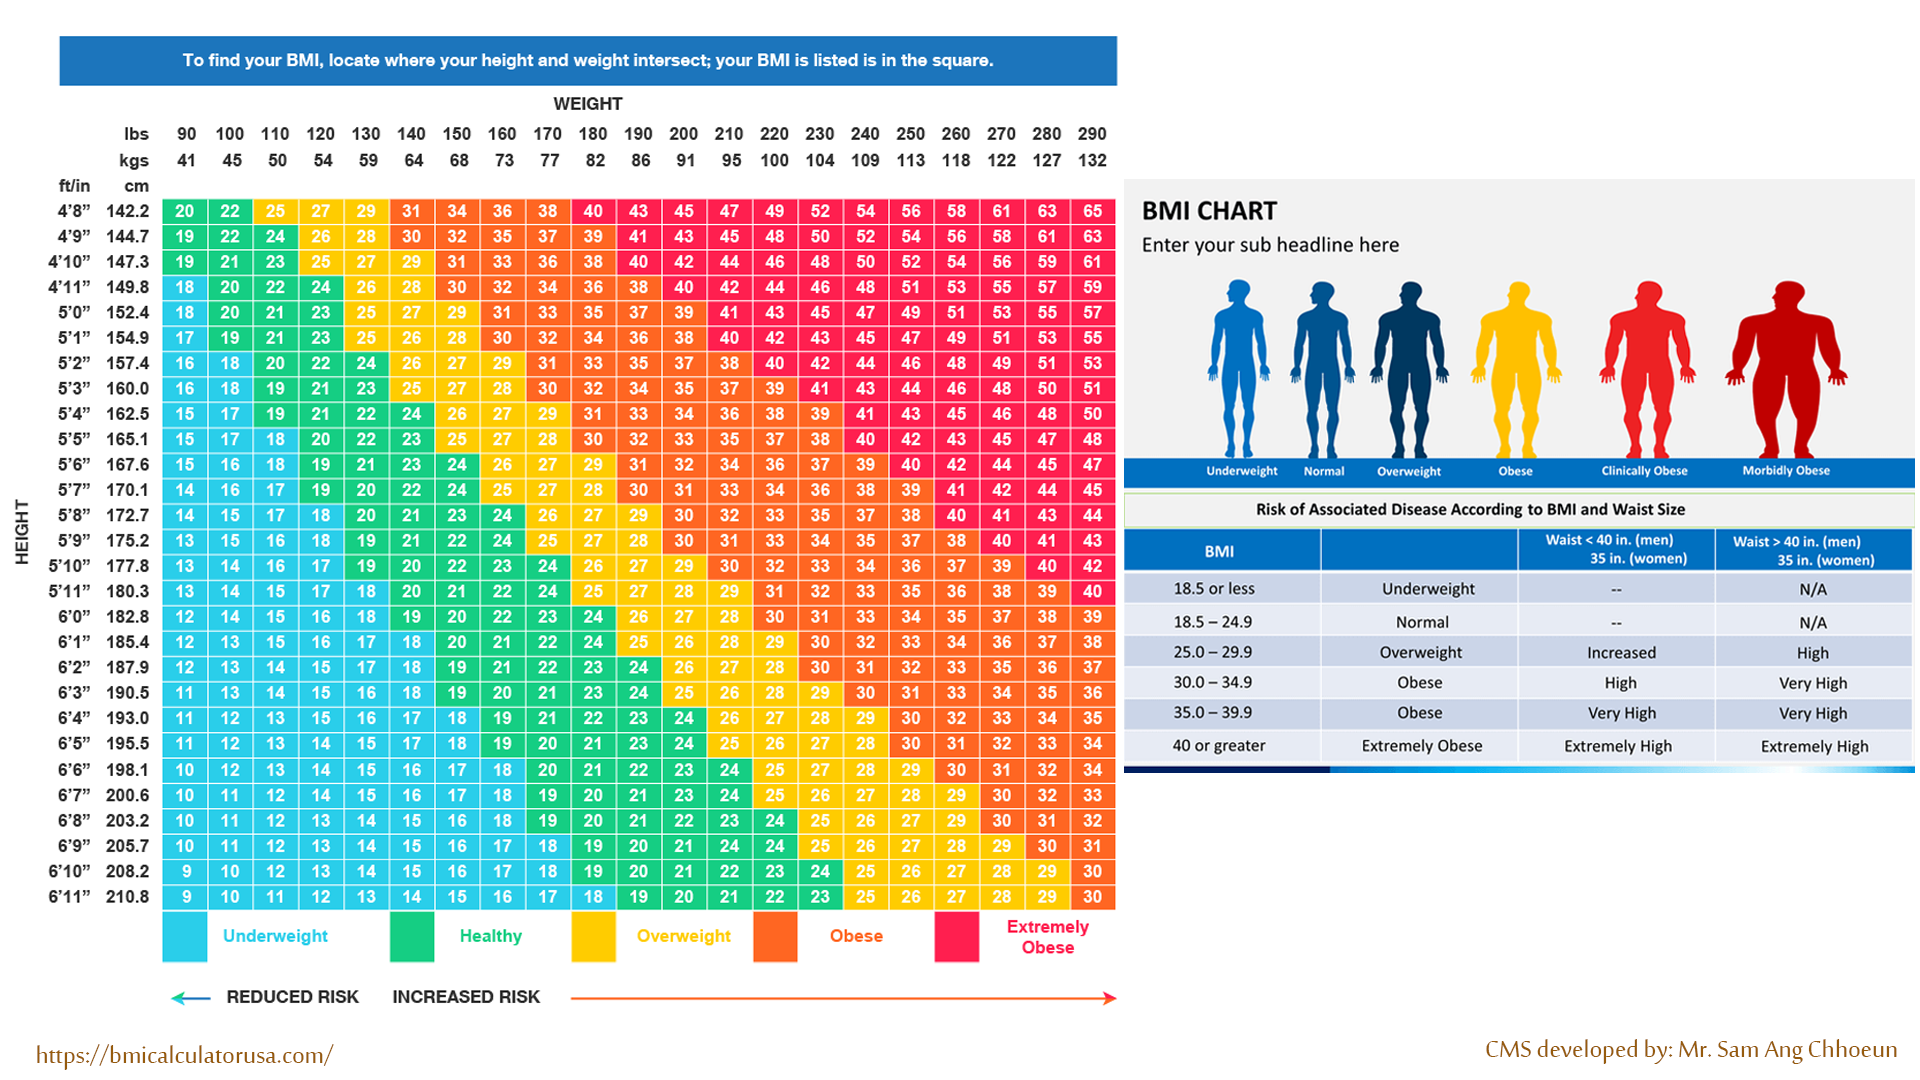 To find your BMI, locate where your height and weight intersect; your BMI is listed is in the square.
WEIGHT
lbs 90 100 110 120 130 140 150 160 170 180 190 200 210 220 230 240 250 260 270 280 290
kgs 41 45 50 54 59 64 68 73 77 82 86 91 95 100 104 109 113 118 122 127 132
ft/in cm
HEIGHT
4’8” 142.2 20 22 25 27 29 31 34 36 38 40 43 45 47 49 52 54 56 58 61 63 65
4’9” 144.7 19 22 24 26 28 30 32 35 37 39 41 43 45 48 50 52 54 56 58 61 63
4’10” 147.3 19 21 23 25 27 29 31 33 36 38 40 42 44 46 48 50 52 54 56 59 61
4’11” 149.8 18 20 22 24 26 28 30 32 34 36 38 40 42 44 46 48 51 53 55 57 59
5’0” 152.4 18 20 21 23 25 27 29 31 33 35 37 39 41 43 45 47 49 51 53 55 57
5’1” 154.9 17 19 21 23 25 26 28 30 32 34 36 38 40 42 43 45 47 49 51 53 55
5’2” 157.4 16 18 20 22 24 26 27 29 31 33 35 37 38 40 42 44 46 48 49 51 53
5’3” 160.0 16 18 19 21 23 25 27 28 30 32 34 35 37 39 41 43 44 46 48 50 51
5’4” 162.5 15 17 19 21 22 24 26 27 29 31 33 34 36 38 39 41 43 45 46 48 50
5’5” 165.1 15 17 18 20 22 23 25 27 28 30 32 33 35 37 38 40 42 43 45 47 48
5’6” 167.6 15 16 18 19 21 23 24 26 27 29 31 32 34 36 37 39 40 42 44 45 47
5’7” 170.1 14 16 17 19 20 22 24 25 27 28 30 31 33 34 36 38 39 41 42 44 45
5’8” 172.7 14 15 17 18 20 21 23 24 26 27 29 30 32 33 35 37 38 40 41 43 44
5’9” 175.2 13 15 16 18 19 21 22 24 25 27 28 30 31 33 34 35 37 38 40 41 43
5’10” 177.8 13 14 16 17 19 20 22 23 24 26 27 29 30 32 33 34 36 37 39 40 42
5’11” 180.3 13 14 15 17 18 20 21 22 24 25 27 28 29 31 32 33 35 36 38 39 40
6’0” 182.8 12 14 15 16 18 19 20 22 23 24 26 27 28 30 31 33 34 35 37 38 39
6’1” 185.4 12 13 15 16 17 18 20 21 22 24 25 26 28 29 30 32 33 34 36 37 38
6’2” 187.9 12 13 14 15 17 18 19 21 22 23 24 26 27 28 30 31 32 33 35 36 37
6’3” 190.5 11 13 14 15 16 18 19 20 21 23 24 25 26 28 29 30 31 33 34 35 36
6’4” 193.0 11 12 13 15 16 17 18 19 21 22 23 24 26 27 28 29 30 32 33 34 35
6’5” 195.5 11 12 13 14 15 17 18 19 20 21 23 24 25 26 27 28 30 31 32 33 34
6’6” 198.1 10 12 13 14 15 16 17 18 20 21 22 23 24 25 27 28 29 30 31 32 34
6’7” 200.6 10 11 12 14 15 16 17 18 19 20 21 23 24 25 26 27 28 29 30 32 33
6’8” 203.2 10 11 12 13 14 15 16 18 19 20 21 22 23 24 25 26 27 29 30 31 32
6’9” 205.7 10 11 12 13 14 15 16 17 18 19 20 21 24 24 25 26 27 28 29 30 31
6’10” 208.2 9 10 12 13 14 15 16 17 18 19 20 21 22 23 24 25 26 27 28 29 30
6’11” 210.8 9 10 11 12 13 14 15 16 17 18 19 20 21 22 23 25 26 27 28 29 30
Underweight Healthy Overweight Obese Extremely
Obese
REDUCED RISK INCREASED RISK
https://bmicalculatorusa.com/
BMI CHART
Enter your sub headline here
Underweight Normal Overweight Obese Clinically Obese Morbidly Obese
Risk of Associated Disease According to BMI and Waist Size
BMI Waist < 40 in. (men) Waist > 40 in. (men)
35 in. (women) 35 in. (women)
18.5 or less Underweight -- N/A
18.5 – 24.9 Normal -- N/A
25.0 – 29.9 Overweight Increased High
30.0 – 34.9 Obese High Very High
35.0 – 39.9 Obese Very High Very High
40 or greater Extremely Obese Extremely High Extremely High
CMS developed by: Mr. Sam Ang Chhoeun